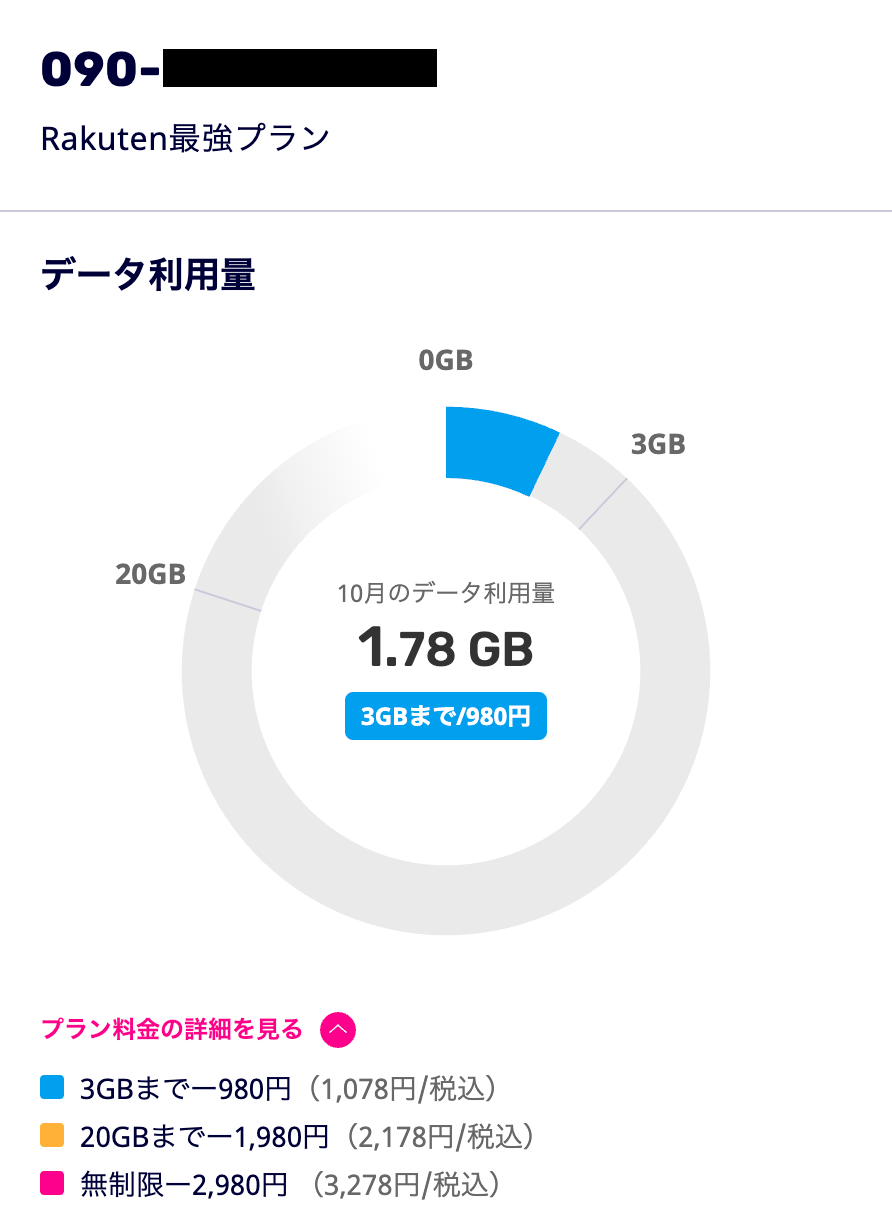 090-
Rakuten最強プラン
データ利用量
0GB
3GB
20GB
10月のデータ利用量
1.78 GB
3GBまで/980円
プラン料金の詳細を見る
3GBまでー980円（1,078円/税込）
20GBまでー1,980円（2,178円/税込）
無制限ー2,980円 （3,278円/税込）